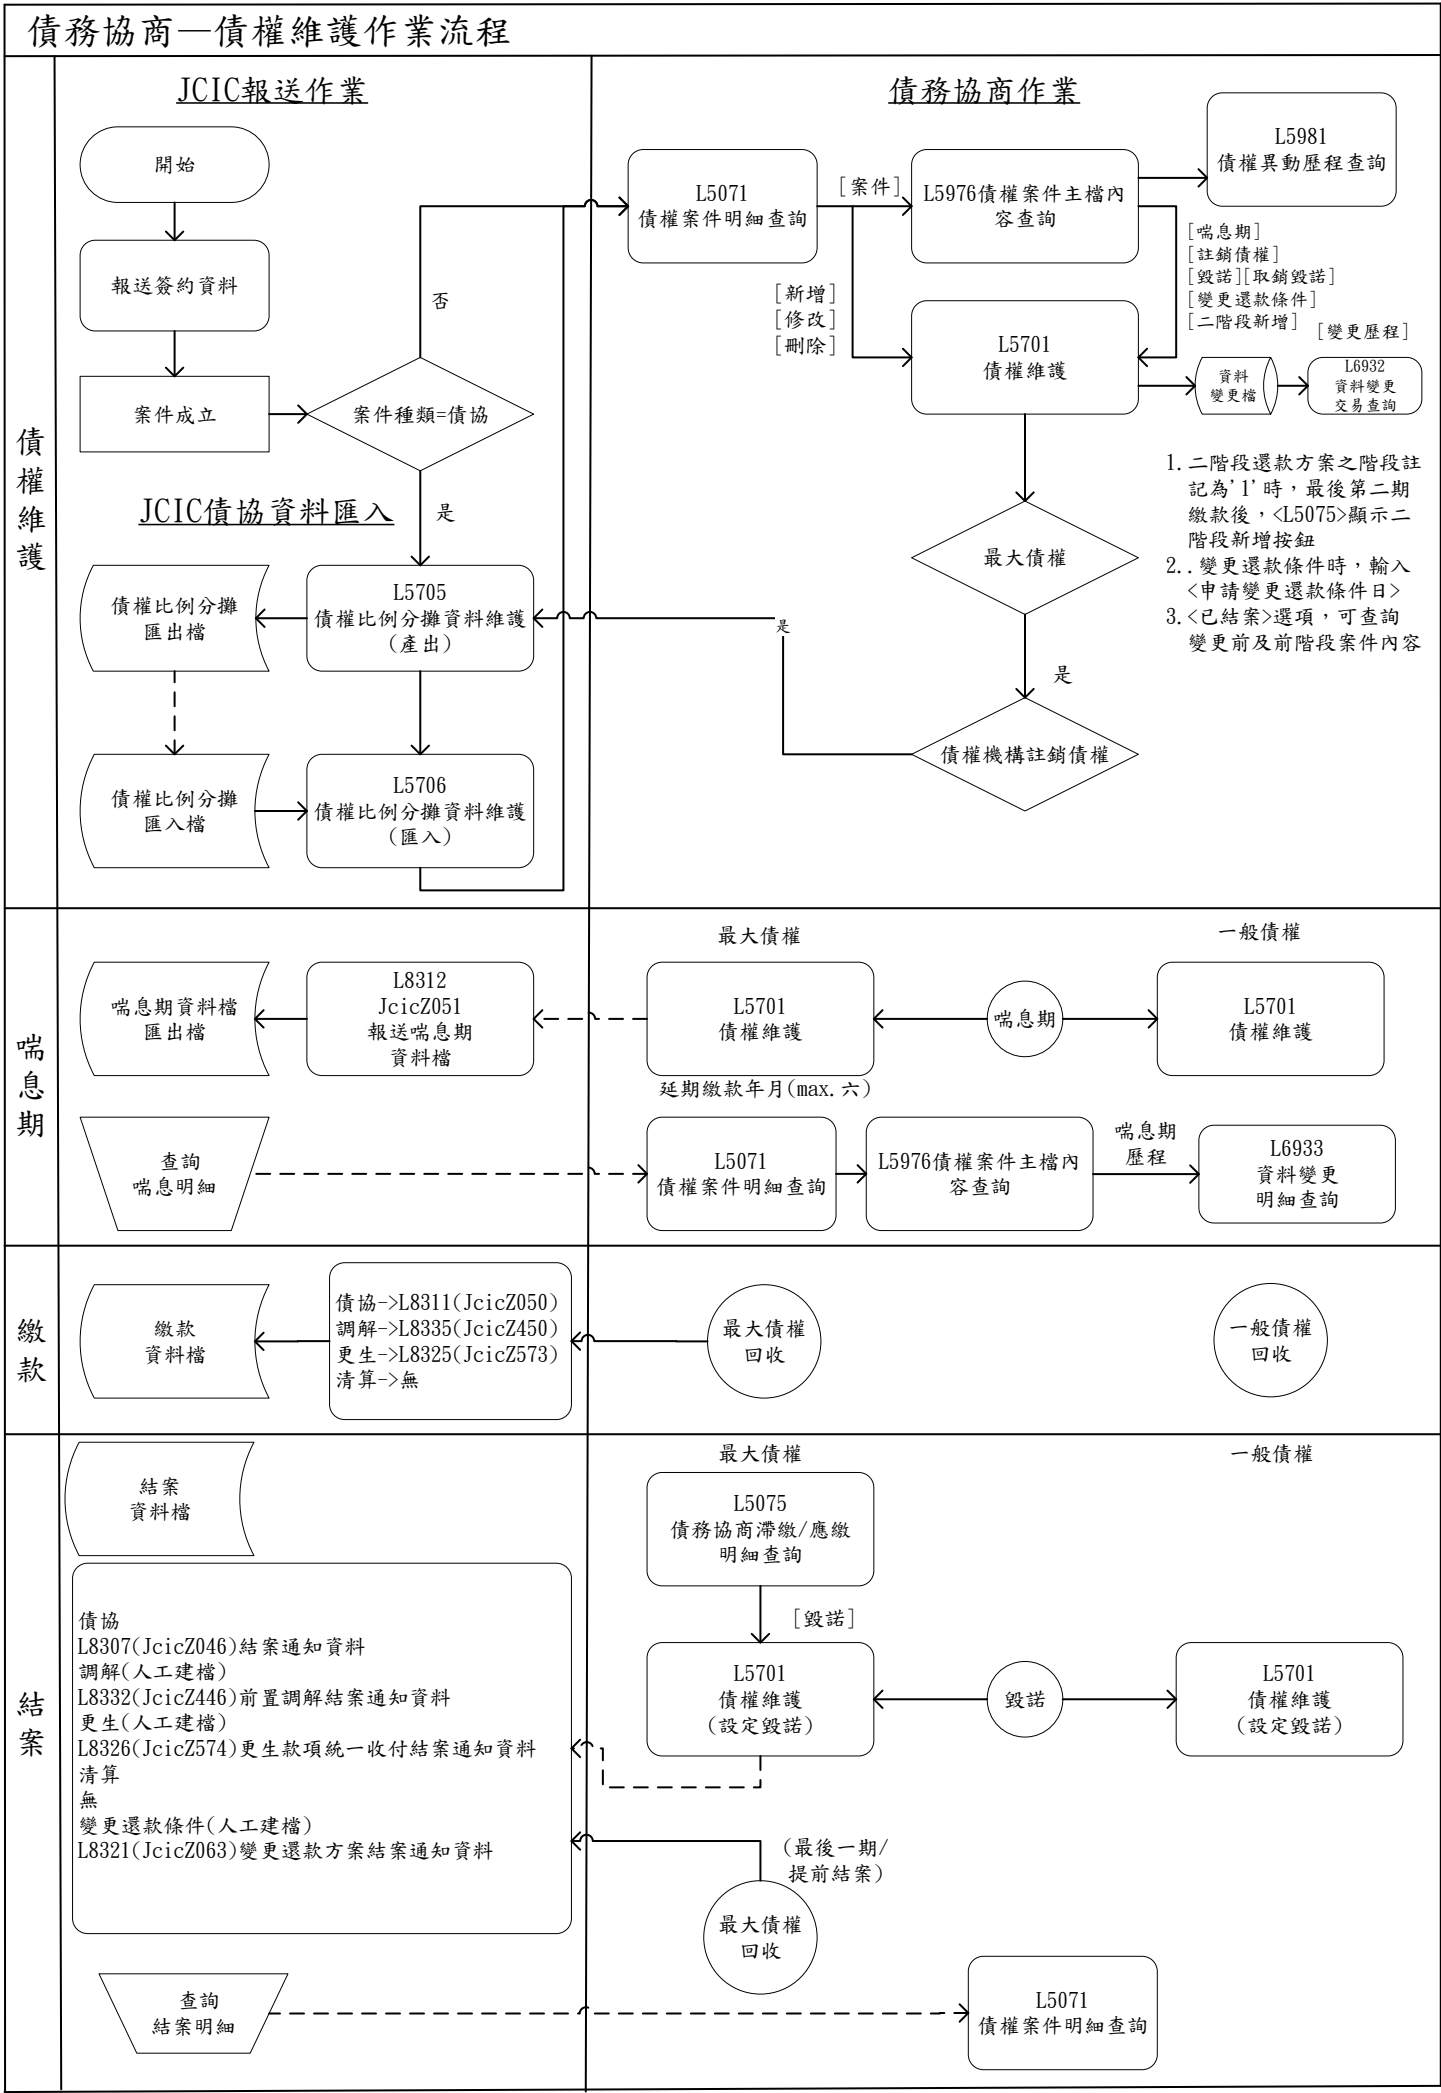 債務協商—債權維護作業流程
債權維護
JCIC報送作業
開始
報送簽約資料
案件成立
案件種類=債協
否
是
JCIC債協資料匯入
債權比例分攤
匯出檔
L5705
債權比例分攤資料維護
(產出)
債權比例分攤
匯入檔
L5706
債權比例分攤資料維護
(匯入)
債務協商作業
L5071
債權案件明細查詢
[案件]
L5976債權案件主檔內
容查詢
L5981
債權異動歷程查詢
[新增]
[修改]
[刪除]
[喘息期]
[註銷債權]
[毀諾][取銷毀諾]
[變更還款條件]
[二階段新增]
[變更歷程]
L5701
債權維護
資料
變更檔
L6932
資料變更
交易查詢
最大債權
是
債權機構註銷債權
是
1.二階段還款方案之階段註
記為'1'時，最後第二期
繳款後，<L5075>顯示二
階段新增按鈕
2..變更還款條件時，輸入
<申請變更還款條件日>
3.<已結案>選項，可查詢
變更前及前階段案件內容
喘息期
最大債權
一般債權
喘息期資料檔
匯出檔
L8312
JcicZ051
報送喘息期
資料檔
L5701
債權維護
喘息期
L5701
債權維護
延期繳款年月(max.六)
查詢
喘息明細
L5071
債權案件明細查詢
L5976債權案件主檔內
容查詢
喘息期
歷程
L6933
資料變更
明細查詢
繳款
繳款
資料檔
債協->L8311(JcicZ050)
調解->L8335(JcicZ450)
更生->L8325(JcicZ573)
清算->無
最大債權
回收
一般債權
回收
結案
結案
資料檔
最大債權
一般債權
L5075
債務協商滯繳/應繳
明細查詢
[毀諾]
債協
L8307(JcicZ046)結案通知資料
調解(人工建檔)
L8332(JcicZ446)前置調解結案通知資料
更生(人工建檔)
L8326(JcicZ574)更生款項統一收付結案通知資料
清算
無
變更還款條件(人工建檔)
L8321(JcicZ063)變更還款方案結案通知資料
L5701
債權維護
(設定毀諾)
毀諾
L5701
債權維護
(設定毀諾)
(最後一期/
提前結案)
最大債權
回收
查詢
結案明細
L5071
債權案件明細查詢